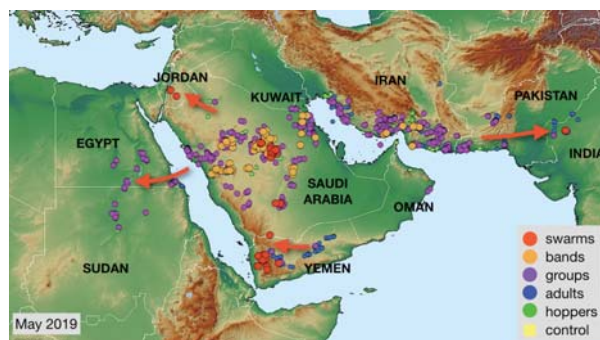 JORDAN
IRAN
KUWAIT
PAKISTAN
EGYPT
INDIA
SAUDI
ARABIA
OMAN
SUDAN
YEMEN
swarms
bands
groups
adults
hoppers
control
May 2019